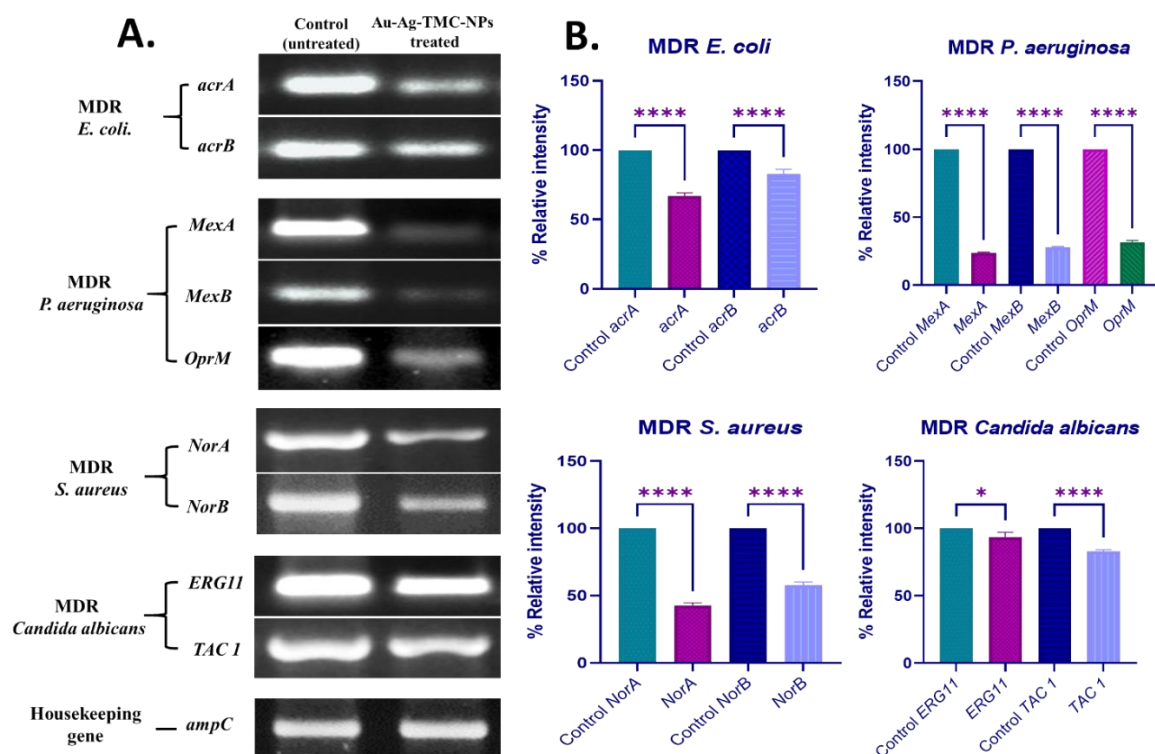 A.
Control
(untreated)
Au-Ag-TMC-NPs
treated
MDR
E. coli.
acrA
acrB
MDR
P. aeruginosa
MexA
MexB
OprM
MDR
S. aureus
NorA
NorB
MDR
Candida albicans
ERG11
TAC 1
Housekeeping
gene
ampC
B.
MDR E. coli
% Relative intensity
150
100
50
0
****
****
Control acrA
acrA
Control acrB
acrB
MDR P. aeruginosa
% Relative intensity
150
100
50
0
****
****
****
Control MexA
MexA
Control MexB
MexB
Control OprM
OprM
MDR S. aureus
% Relative intensity
150
100
50
0
****
****
Control NorA
NorA
Control NorB
NorB
MDR Candida albicans
% Relative intensity
150
100
50
0
*
****
Control ERG11
ERG11
Control TAC 1
TAC 1